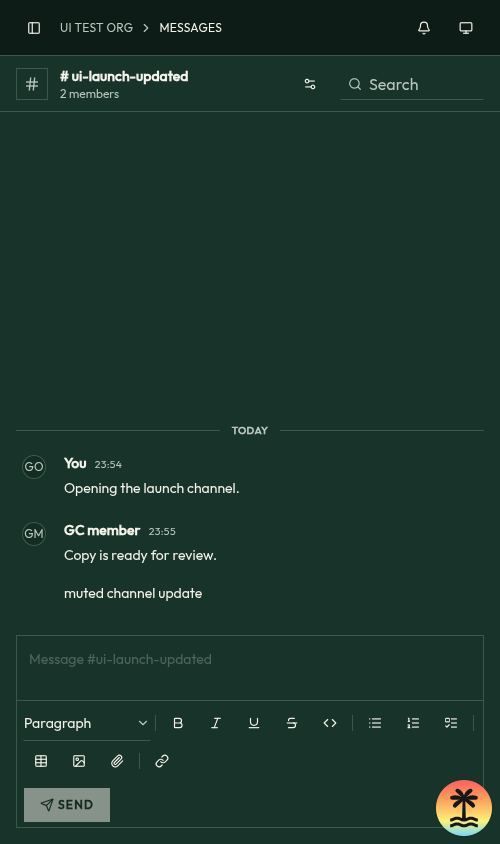 UI TEST ORG > MESSAGES
# ui-launch-updated
2 members
Search
TODAY
GO You 23:54
Opening the launch channel.
GM GC member 23:55
Copy is ready for review.
muted channel update
Message #ui-launch-updated
Paragraph
SEND